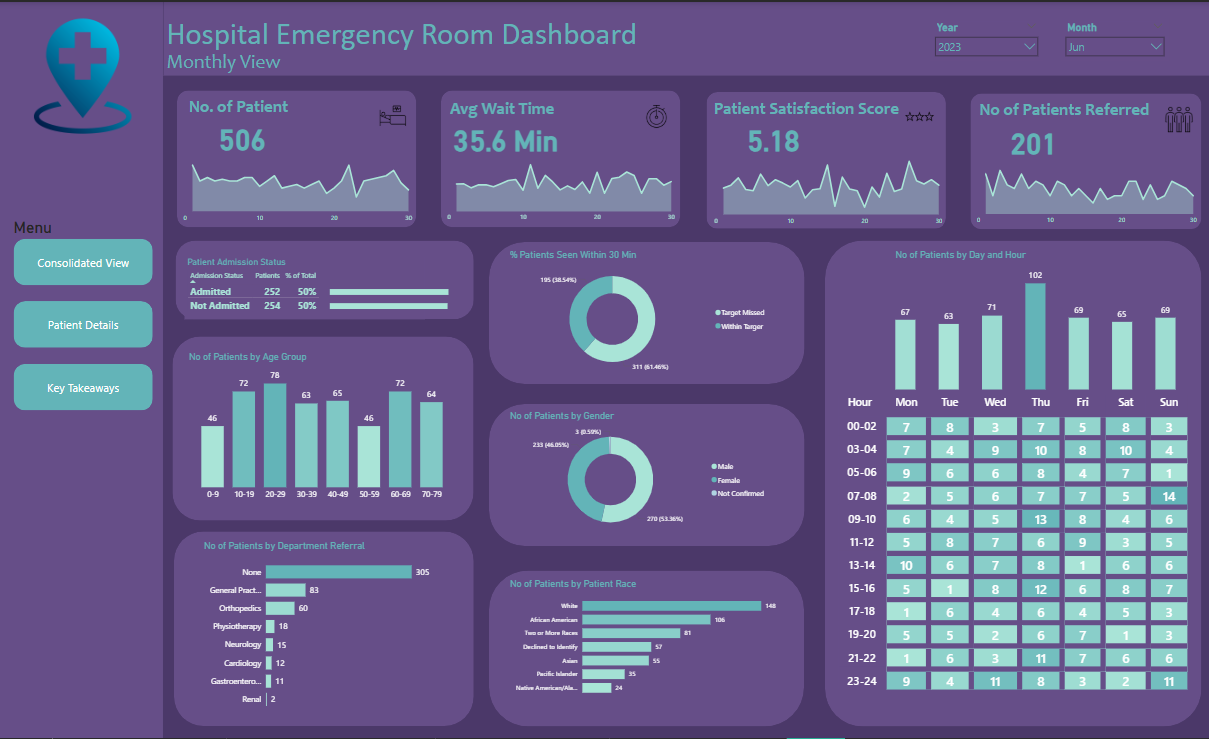 Hospital Emergency Room Dashboard
Monthly View
Year
2023
Month
Jun
No. of Patient
506
0 10 20 30
Avg Wait Time
35.6 Min
0 10 20 30
Patient Satisfaction Score
5.18
0 10 20 30
No of Patients Referred
201
0 10 20 30
Menu
Consolidated View
Patient Details
Key Takeaways
Patient Admission Status
Admission Status Patients % of Total
Admitted 252 50%
Not Admitted 254 50%
No of Patients by Age Group
46 72 78 63 65 46 72 64
0-9 10-19 20-29 30-39 40-49 50-59 60-69 70-79
No of Patients by Department Referral
None 305
General Pract... 83
Orthopedics 60
Physiotherapy 18
Neurology 15
Cardiology 12
Gastroentero... 11
Renal 2
% Patients Seen Within 30 Min
195 (38.54%)
311 (61.46%)
Target Missed
Within Targer
No of Patients by Gender
3 (0.59%)
233 (46.05%)
270 (53.36%)
Male
Female
Not Confirmed
No of Patients by Patient Race
White 148
African American 106
Two or More Races 81
Declined to Identify 57
Asian 55
Pacific Islander 35
Native American/Ala... 24
No of Patients by Day and Hour
67 63 71 102 69 65 69
Hour Mon Tue Wed Thu Fri Sat Sun
00-02 7 8 3 7 5 8 3
03-04 7 4 9 10 8 10 4
05-06 9 6 6 8 4 7 1
07-08 2 5 6 7 7 5 14
09-10 6 4 5 13 8 4 6
11-12 5 8 7 6 9 3 5
13-14 10 6 7 8 1 6 6
15-16 5 1 8 12 6 8 7
17-18 1 6 4 6 4 5 3
19-20 5 5 2 6 7 1 3
21-22 1 6 3 11 7 6 6
23-24 9 4 11 8 3 2 11